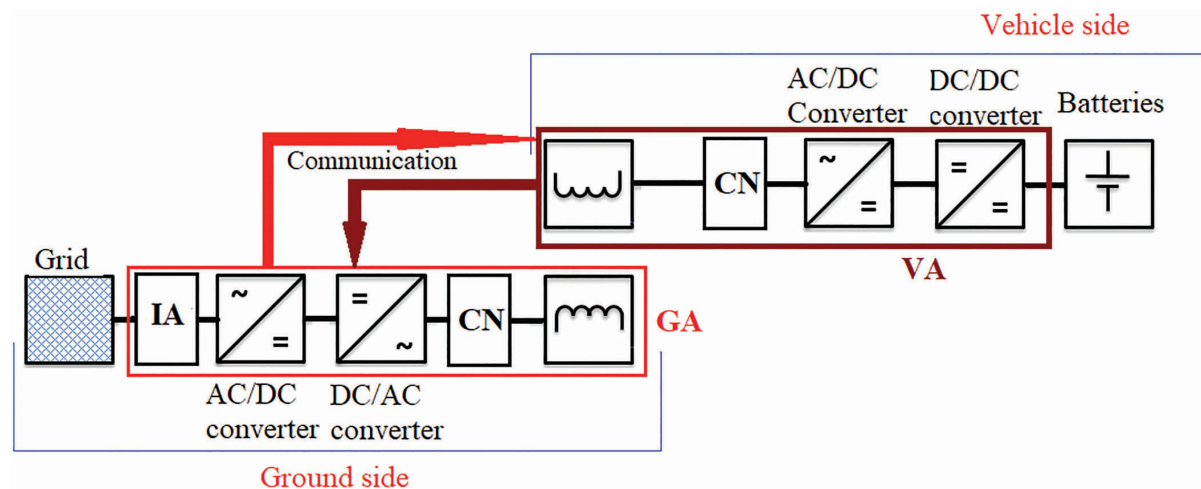 Vehicle side
AC/DC
Converter
DC/DC
converter
Batteries
Communication
CN
~
=
=
=
VA
Grid
IA
~
=
=
~
CN
GA
AC/DC
converter
DC/AC
converter
Ground side